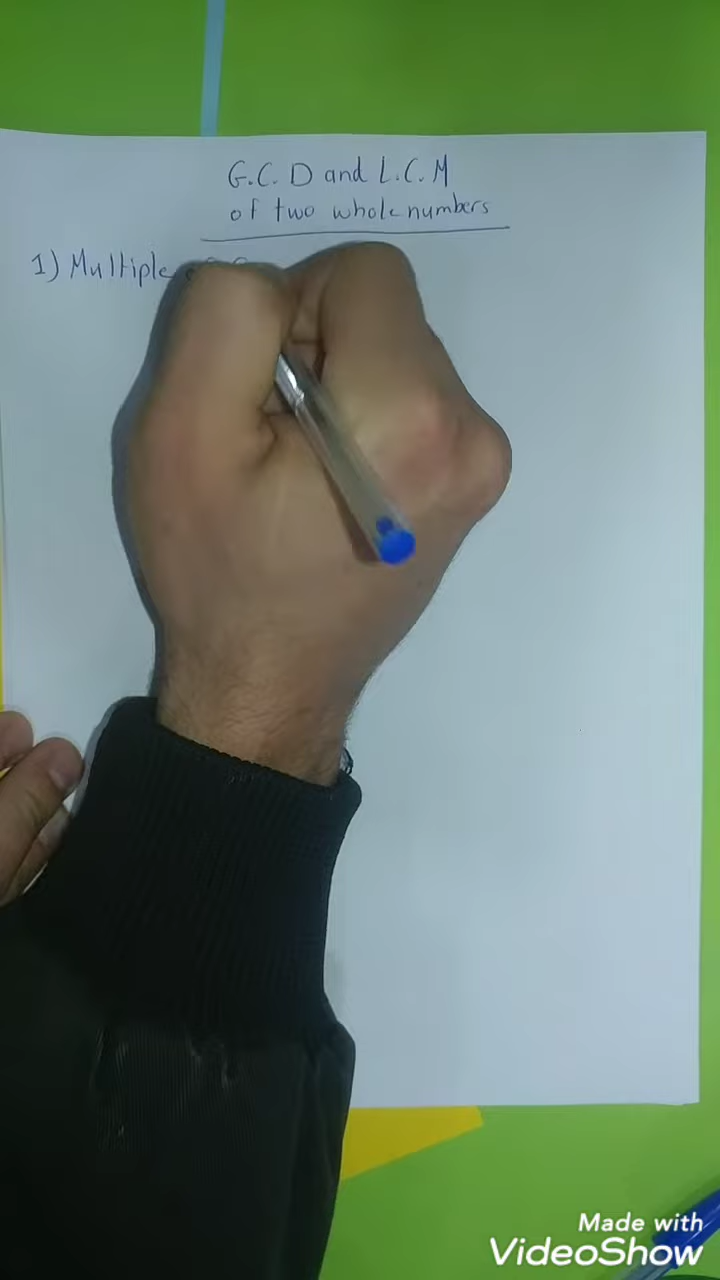 G.C.D and L.C.M
of two whole numbers
1) Multiple
Made with
VideoShow